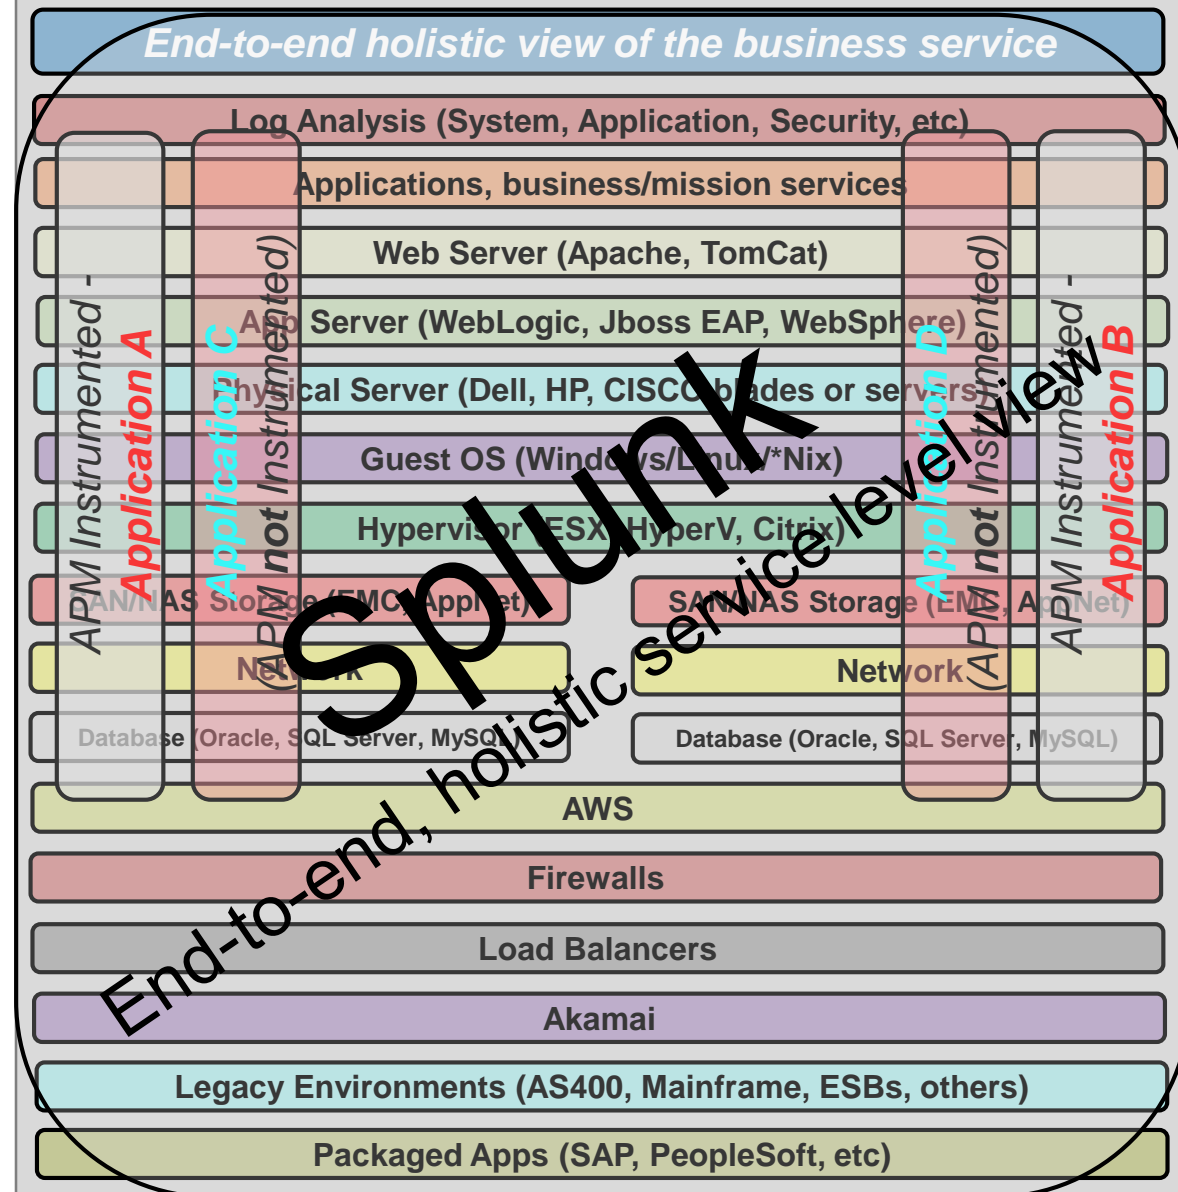 End-to-end holistic view of the business service
Log Analysis (System, Application, Security, etc)
Applications, business/mission services
Web Server (Apache, TomCat)
App Server (WebLogic, Jboss EAP, WebSphere)
Physical Server (Dell, HP, CISCO blades or servers)
Guest OS (Windows/Linux/*Nix)
Hypervisor (ESX, HyperV, Citrix)
SAN/NAS Storage (EMC, AppNet)
SAN/NAS Storage (EMC, AppNet)
Network
Network
Database (Oracle, SQL Server, MySQL)
Database (Oracle, SQL Server, MySQL)
AWS
Firewalls
Load Balancers
Akamai
Legacy Environments (AS400, Mainframe, ESBs, others)
Packaged Apps (SAP, PeopleSoft, etc)
APM Instrumented -
Application A
Application C
(APM not Instrumented)
Application D
(APM not Instrumented)
APM Instrumented -
Application B
Splunk
End-to-end, holistic service level view